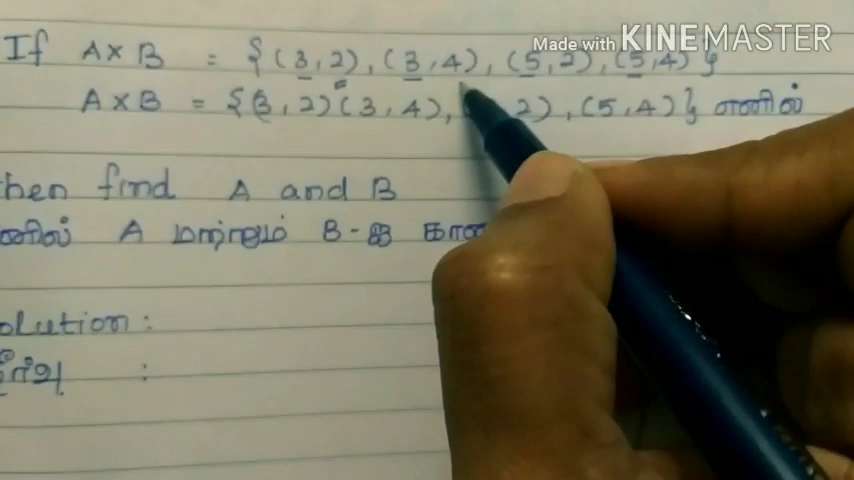 Made with KINEMASTER
If A×B = {(3,2), (3,4), (5,2), (5,4)}
A×B = {(3,2)(3,4), 2), (5,4)} எனில்
hen find A and B
னில் A மற்றும் B-ஐ காண
olution:
: